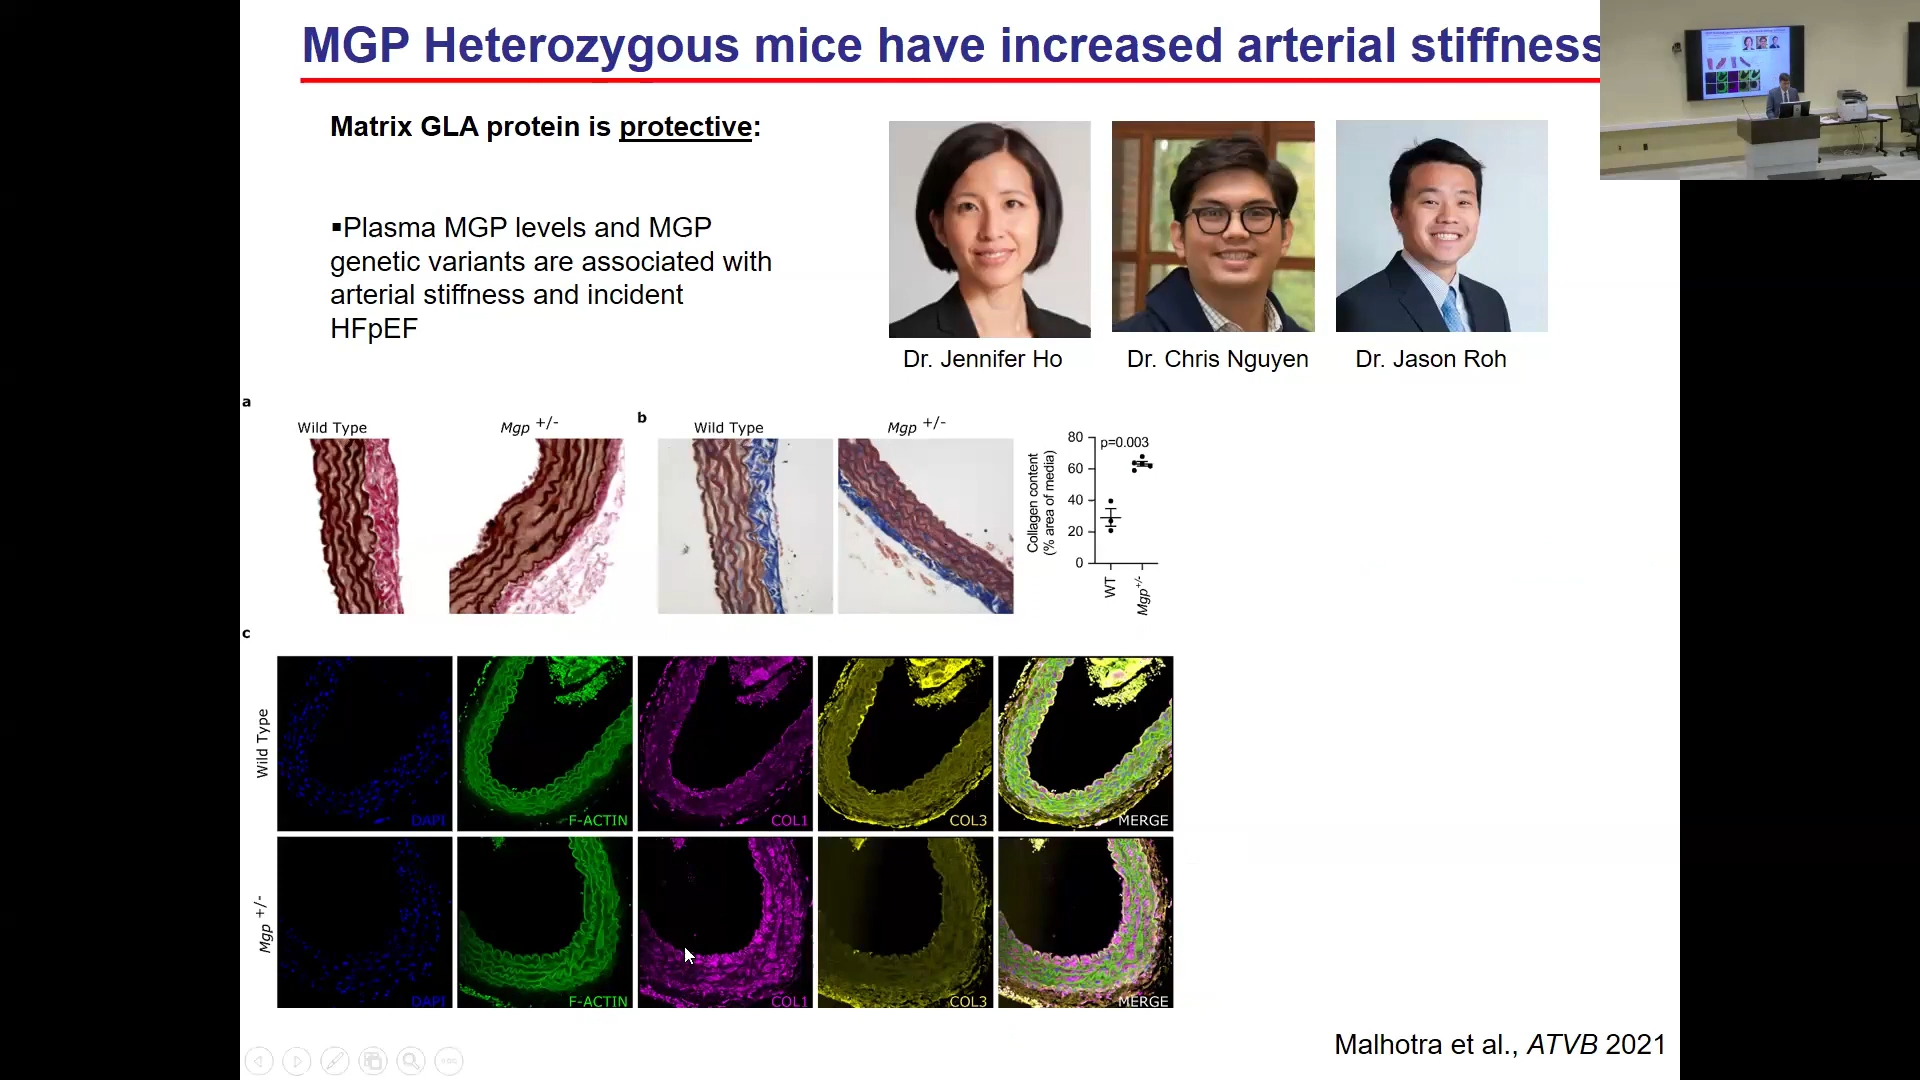 MGP Heterozygous mice have increased arterial stiffness
Matrix GLA protein is protective:
▪Plasma MGP levels and MGP
genetic variants are associated with
arterial stiffness and incident
HFpEF
Dr. Jennifer Ho
Dr. Chris Nguyen
Dr. Jason Roh
a
Wild Type
Mgp +/-
b
Wild Type
Mgp +/-
Collagen content
(% area of media)
80
60
40
20
0
p=0.003
WT
Mgp+/-
c
Wild Type
DAPI
F-ACTIN
COL1
COL3
MERGE
Mgp +/-
DAPI
F-ACTIN
COL1
COL3
MERGE
Malhotra et al., ATVB 2021